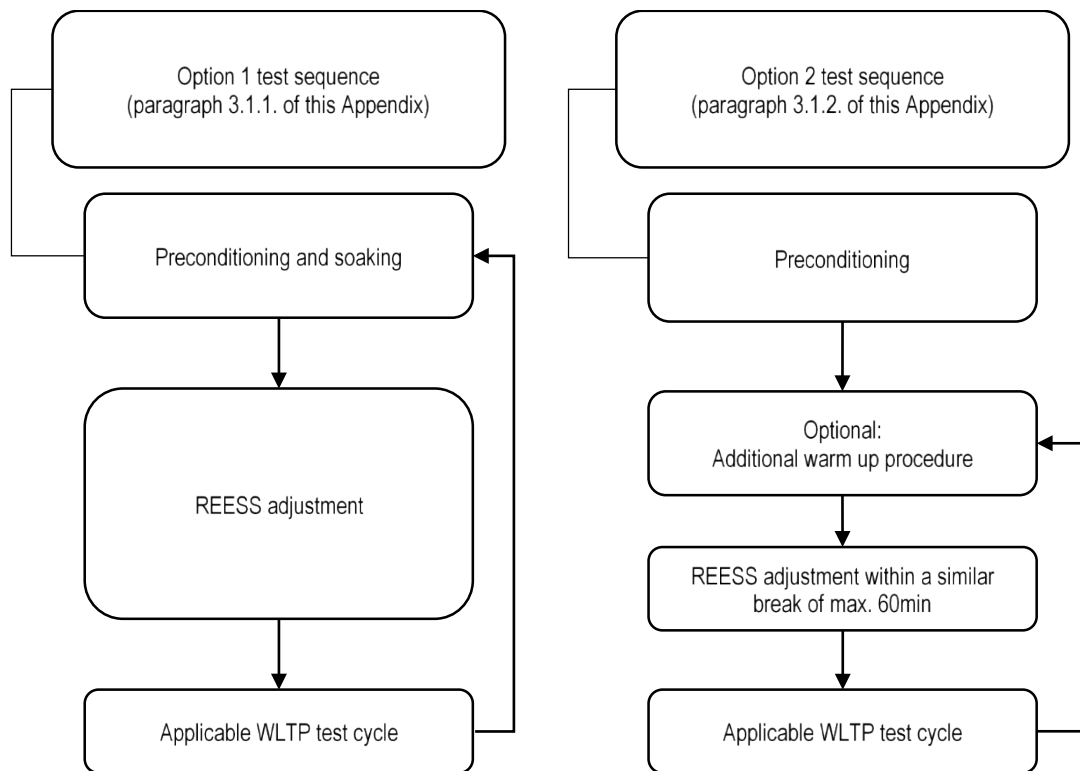 Option 1 test sequence
(paragraph 3.1.1. of this Appendix)
Preconditioning and soaking
REESS adjustment
Applicable WLTP test cycle
Option 2 test sequence
(paragraph 3.1.2. of this Appendix)
Preconditioning
Optional:
Additional warm up procedure
REESS adjustment within a similar
break of max. 60min
Applicable WLTP test cycle